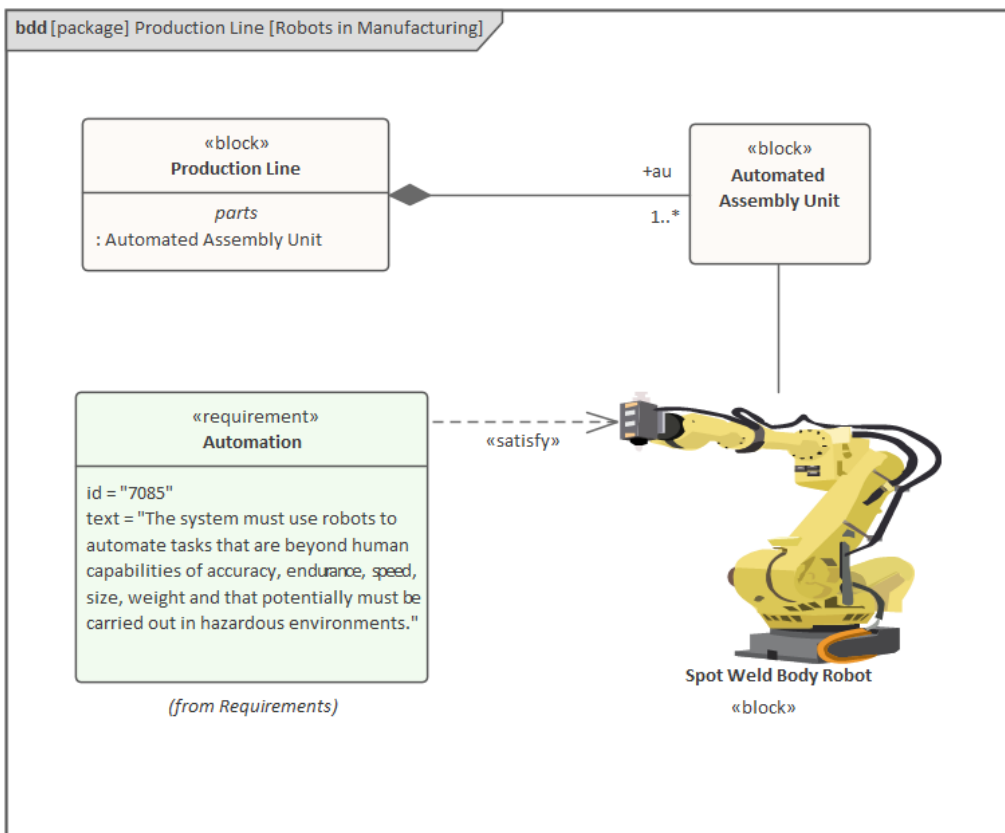 bdd [package] Production Line [Robots in Manufacturing]
«block»
Production Line
parts
: Automated Assembly Unit
+au
1..*
«block»
Automated
Assembly Unit
«requirement»
Automation
id = "7085"
text = "The system must use robots to
automate tasks that are beyond human
capabilities of accuracy, endurance, speed,
size, weight and that potentially must be
carried out in hazardous environments."
(from Requirements)
«satisfy»
Spot Weld Body Robot
«block»